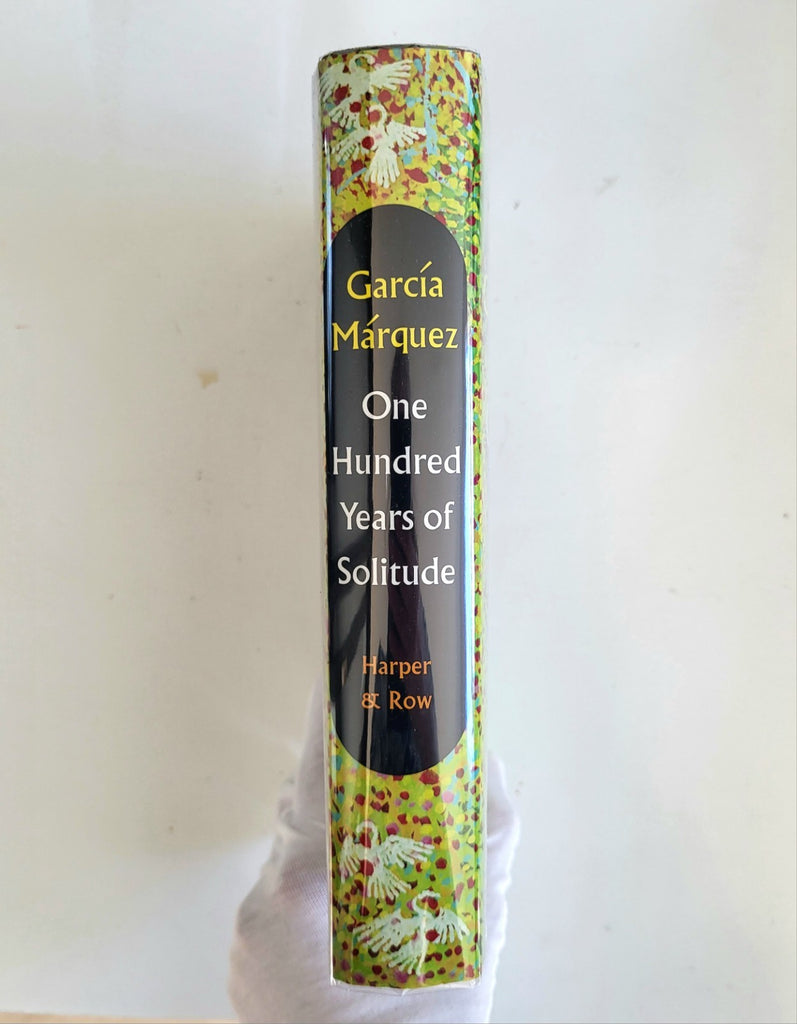 García
Márquez
One
Hundred
Years of
Solitude
Harper
& Row